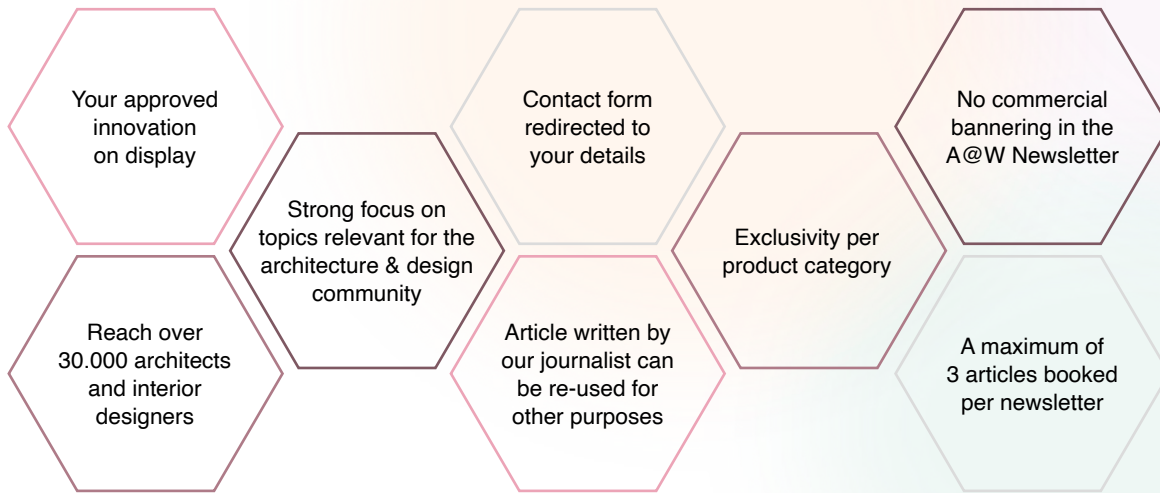 Your approved
innovation
on display
Reach over
30.000 architects
and interior
designers
Strong focus on
topics relevant for the
architecture & design
community
Contact form
redirected to
your details
Article written by
our journalist can
be re-used for
other purposes
Exclusivity per
product category
No commercial
bannering in the
A@W Newsletter
A maximum of
3 articles booked
per newsletter